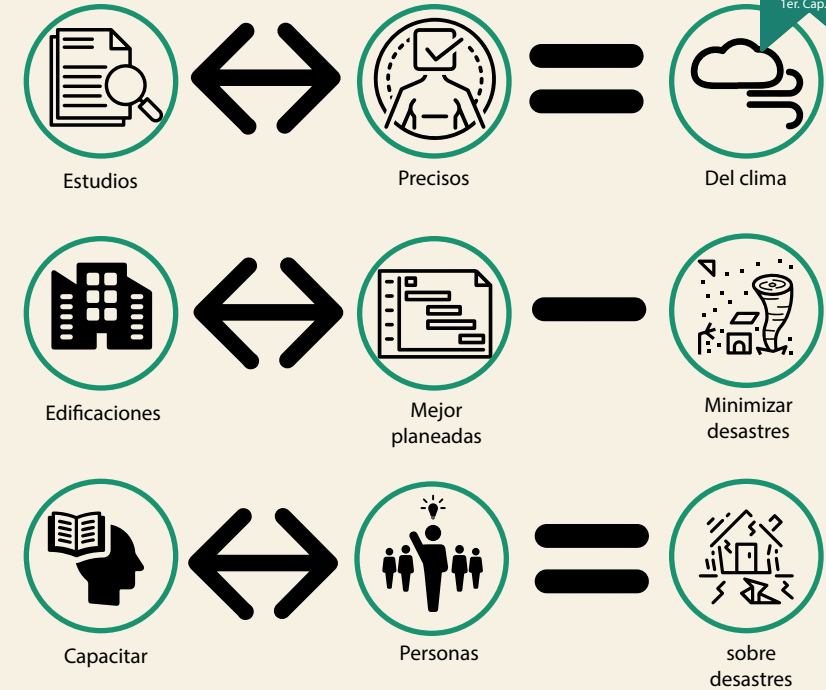 1er. Cap.
Estudios
Precisos
Del clima
Edificaciones
Mejor
planeadas
Minimizar
desastres
Capacitar
Personas
sobre
desastres